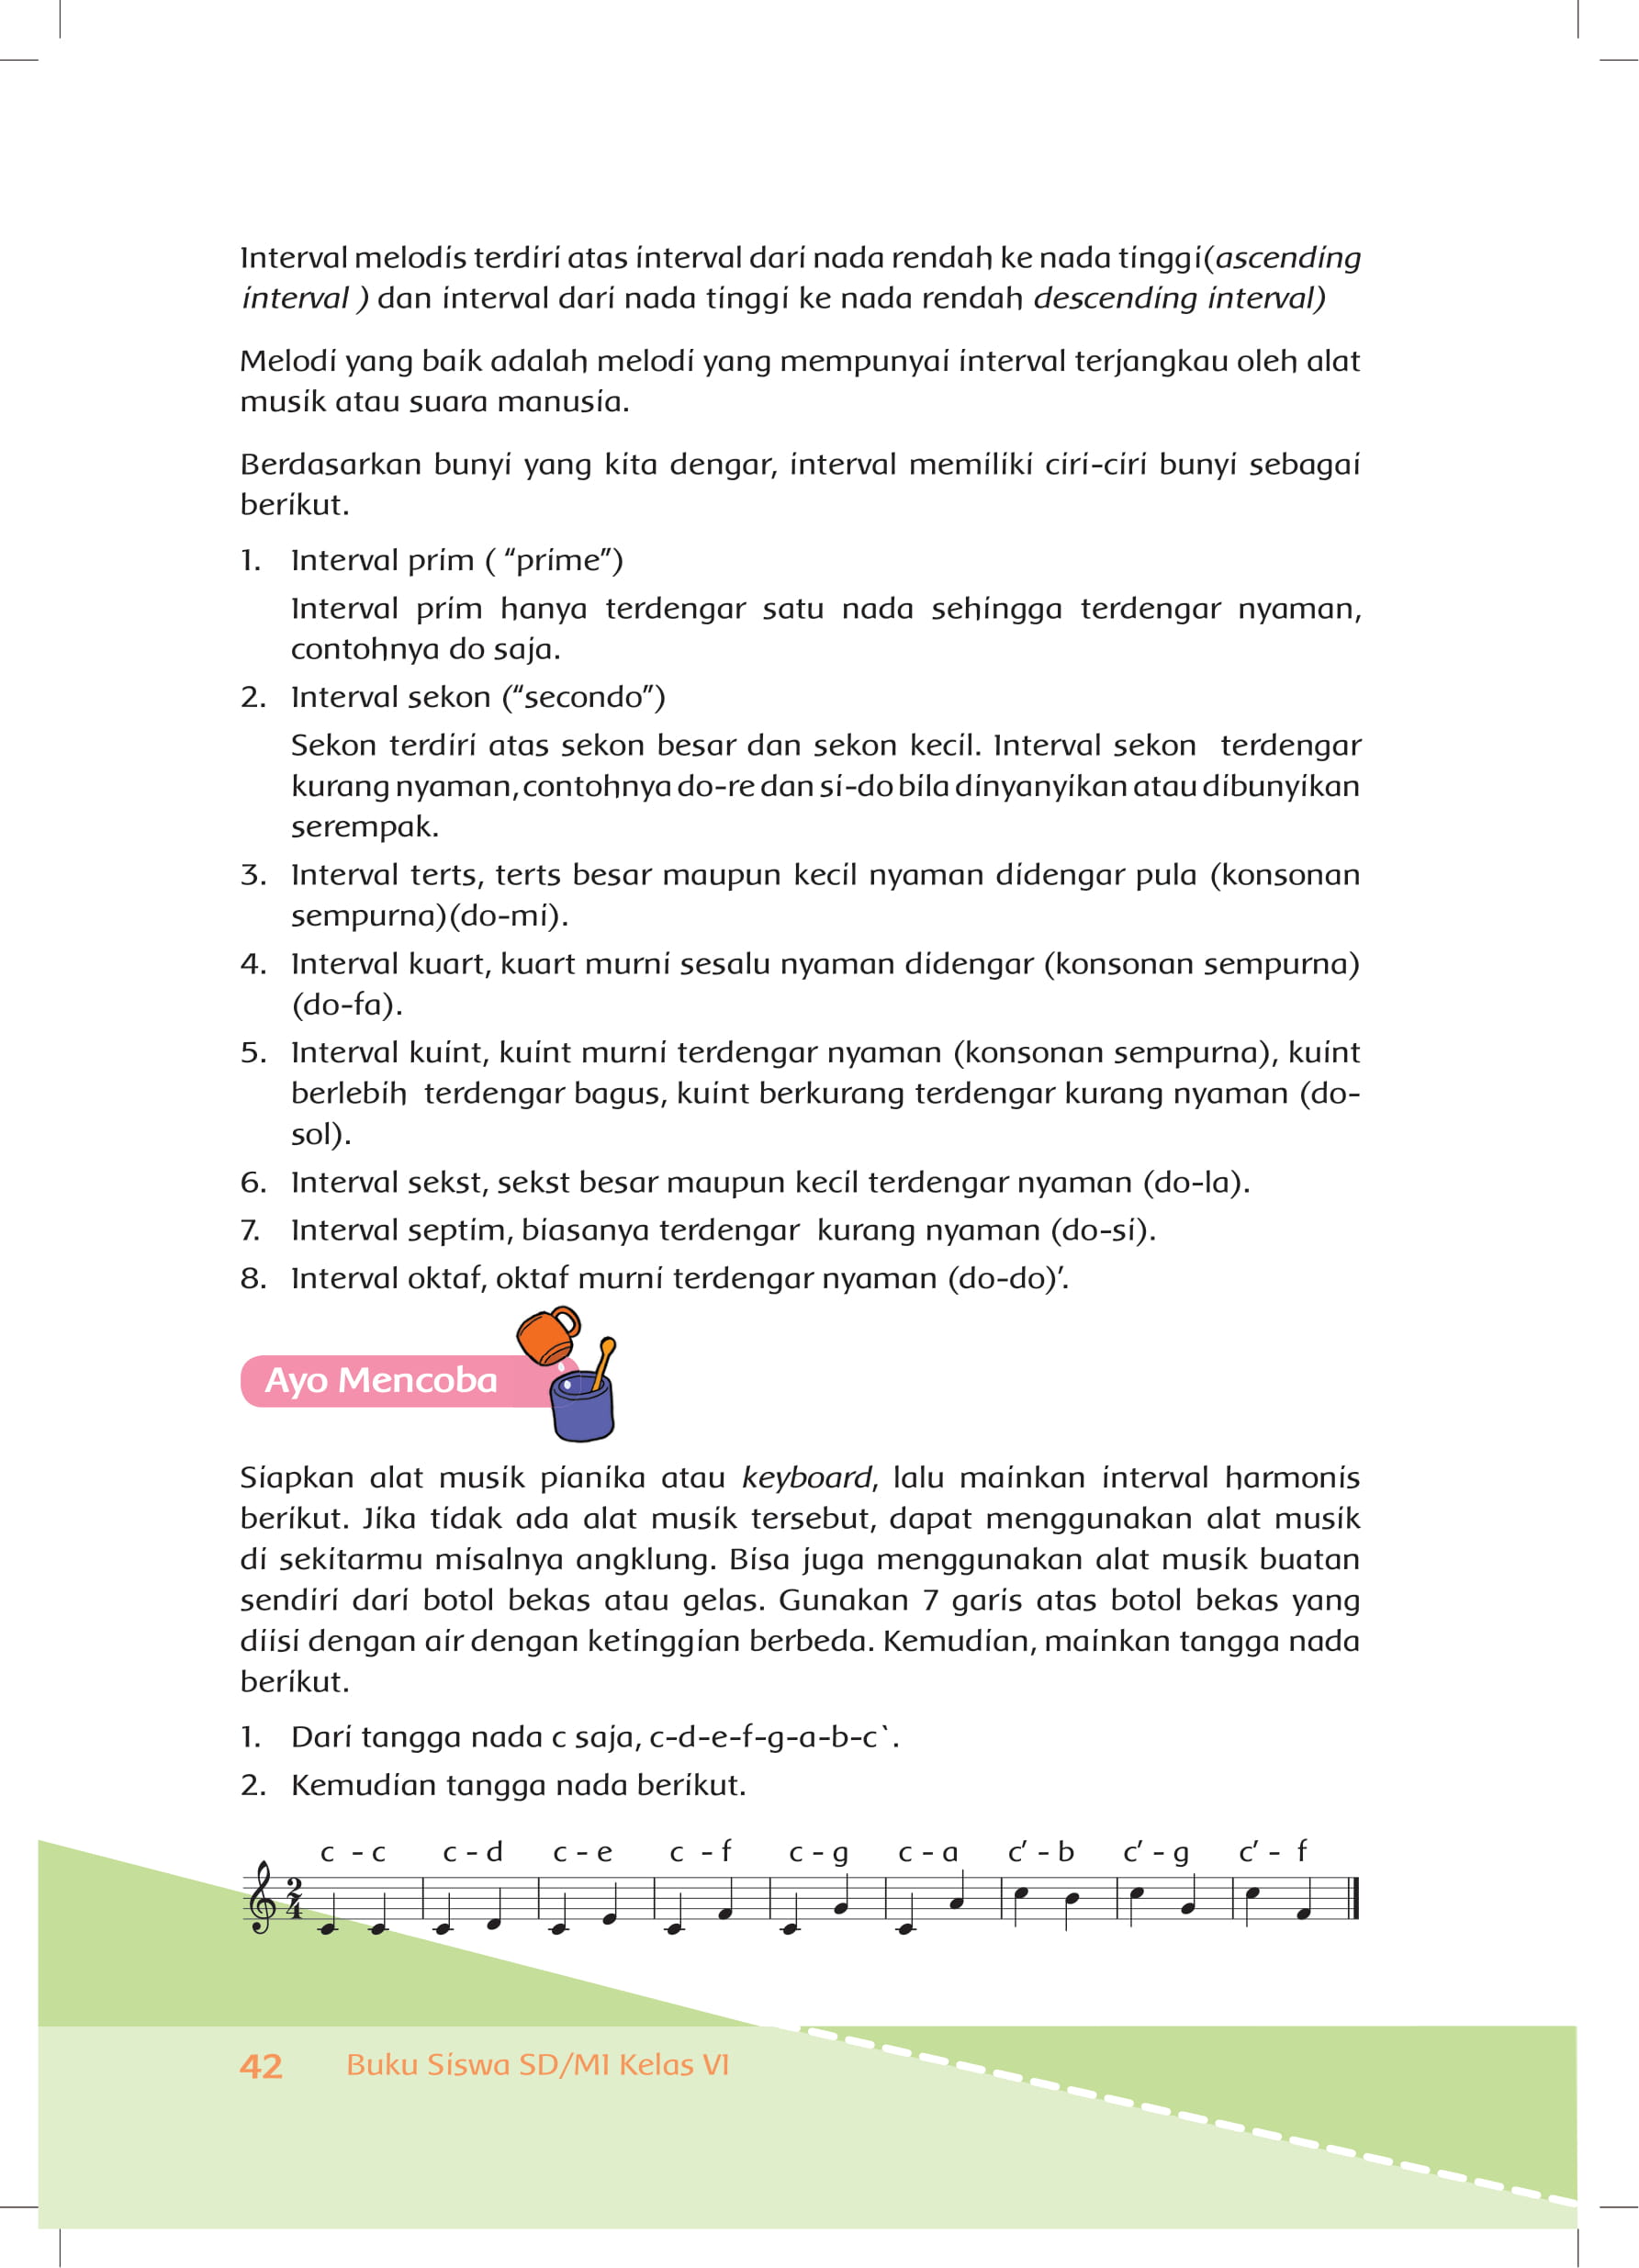 Interval melodis terdiri atas interval dari nada rendah ke nada tinggi(ascending
interval ) dan interval dari nada tinggi ke nada rendah descending interval)
Melodi yang baik adalah melodi yang mempunyai interval terjangkau oleh alat
musik atau suara manusia.
Berdasarkan bunyi yang kita dengar, interval memiliki ciri-ciri bunyi sebagai
berikut.
1. Interval prim ( “prime”)
Interval prim hanya terdengar satu nada sehingga terdengar nyaman,
contohnya do saja.
2. Interval sekon (“secondo”)
Sekon terdiri atas sekon besar dan sekon kecil. Interval sekon terdengar
kurang nyaman, contohnya do-re dan si-do bila dinyanyikan atau dibunyikan
serempak.
3. Interval terts, terts besar maupun kecil nyaman didengar pula (konsonan
sempurna)(do-mi).
4. Interval kuart, kuart murni sesalu nyaman didengar (konsonan sempurna)
(do-fa).
5. Interval kuint, kuint murni terdengar nyaman (konsonan sempurna), kuint
berlebih terdengar bagus, kuint berkurang terdengar kurang nyaman (do-
sol).
6. Interval sekst, sekst besar maupun kecil terdengar nyaman (do-la).
7. Interval septim, biasanya terdengar kurang nyaman (do-si).
8. Interval oktaf, oktaf murni terdengar nyaman (do-do)’.
Ayo Mencoba
Siapkan alat musik pianika atau keyboard, lalu mainkan interval harmonis
berikut. Jika tidak ada alat musik tersebut, dapat menggunakan alat musik
di sekitarmu misalnya angklung. Bisa juga menggunakan alat musik buatan
sendiri dari botol bekas atau gelas. Gunakan 7 garis atas botol bekas yang
diisi dengan air dengan ketinggian berbeda. Kemudian, mainkan tangga nada
berikut.
1. Dari tangga nada c saja, c-d-e-f-g-a-b-c`.
2. Kemudian tangga nada berikut.
c - c c - d c - e c - f c - g c - a c’ - b c’ - g c’ - f
2
4
42 Buku Siswa SD/MI Kelas VI